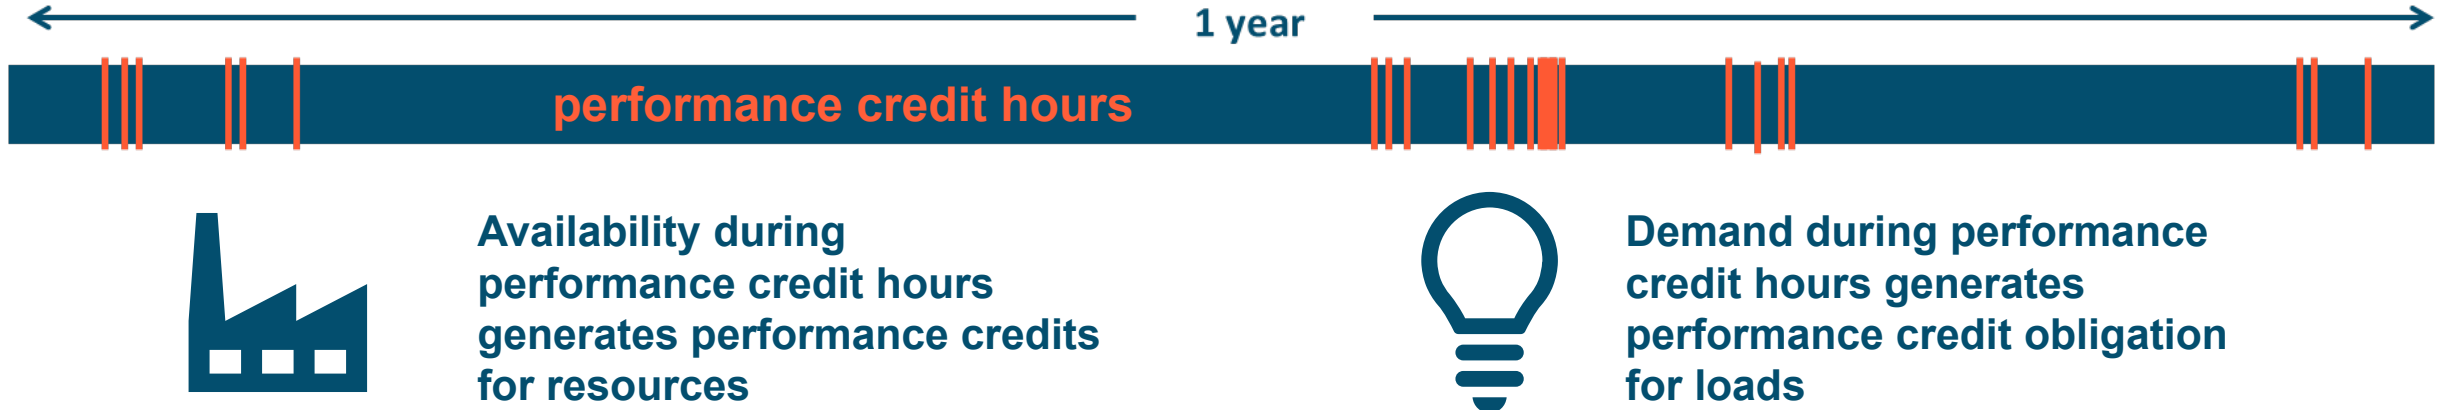 1 year
performance credit hours
Availability during
performance credit hours
generates performance credits
for resources
Demand during performance
credit hours generates
performance credit obligation
for loads